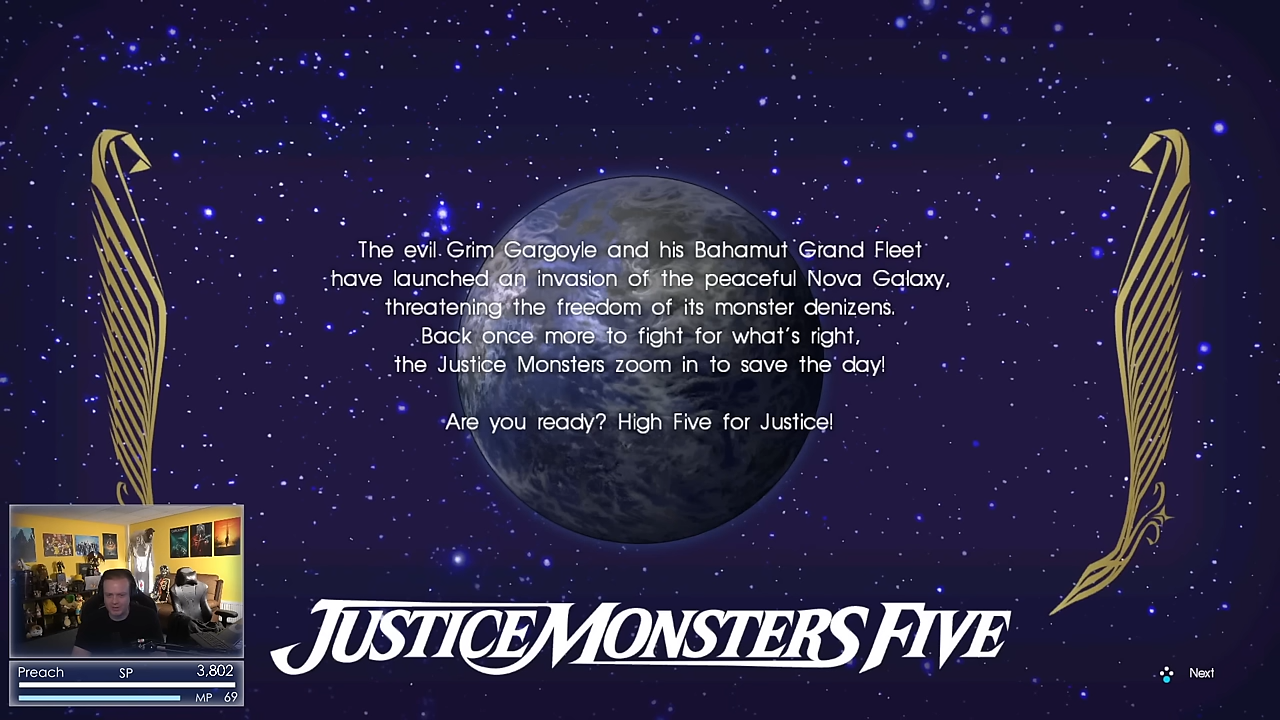 The evil Grim Gargoyle and his Bahamut Grand Fleet
have launched an invasion of the peaceful Nova Galaxy,
threatening the freedom of its monster denizens.
Back once more to fight for what's right,
the Justice Monsters zoom in to save the day!
Are you ready? High Five for Justice!
JUSTICE MONSTERS FIVE
Preach SP 3,802
MP 69
Next